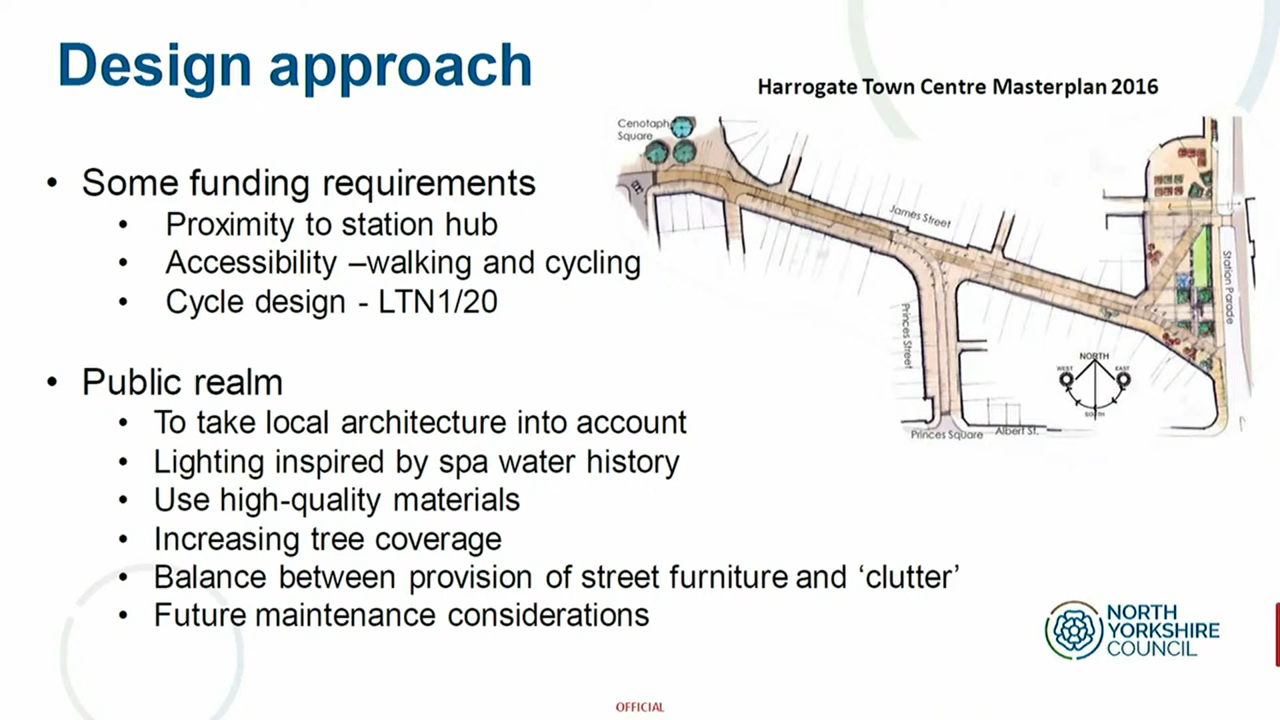 Design approach
Harrogate Town Centre Masterplan 2016
• Some funding requirements
• Proximity to station hub
• Accessibility –walking and cycling
• Cycle design - LTN1/20
• Public realm
• To take local architecture into account
• Lighting inspired by spa water history
• Use high-quality materials
• Increasing tree coverage
• Balance between provision of street furniture and ‘clutter’
• Future maintenance considerations
Cenotaph
Square
James Street
Princes Street
Station Parade
NORTH
WEST
EAST
SOUTH
Princes Square
Albert St.
NORTH
YORKSHIRE
COUNCIL
OFFICIAL